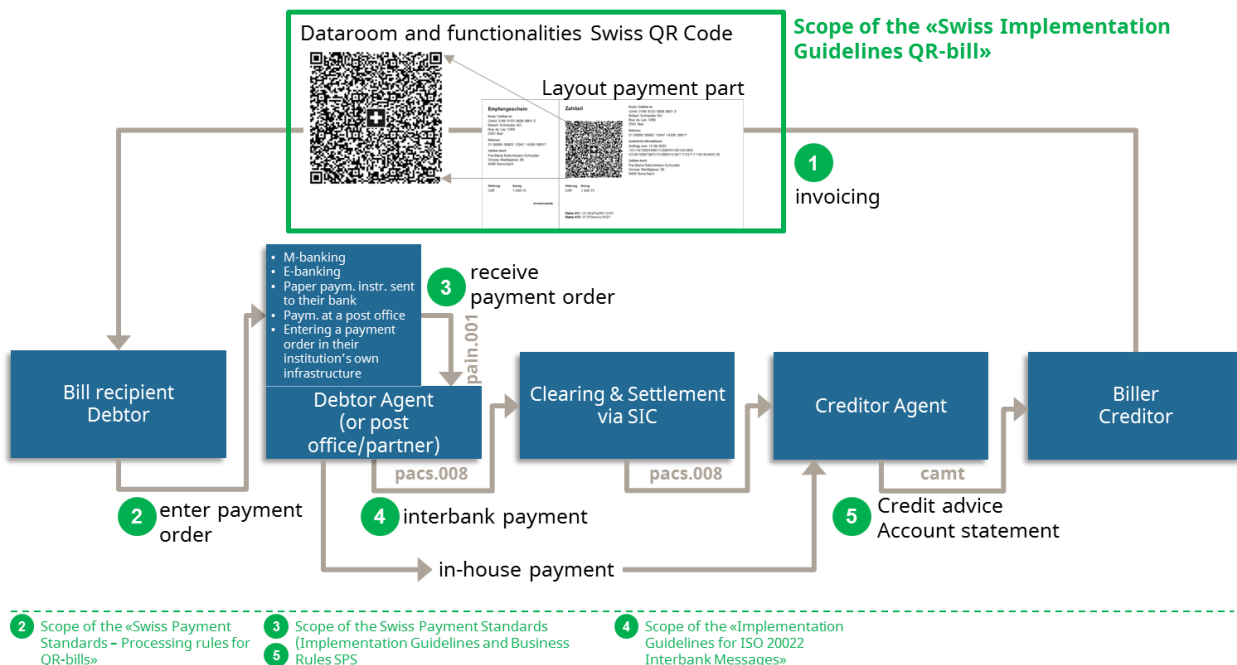 Dataroom and functionalities Swiss QR Code
Scope of the «Swiss Implementation
Guidelines QR-bill»
Layout payment part
Empfangsschein
Zahlteil
1
invoicing
• M-banking
• E-banking
• Paper paym. instr. sent
to their bank
• Paym. at a post office
• Entering a payment
order in their
institution’s own
infrastructure
3
receive
payment order
pain.001
Bill recipient
Debtor
Debtor Agent
(or post
office/partner)
Clearing & Settlement
via SIC
Creditor Agent
Biller
Creditor
pacs.008
pacs.008
camt
2
enter payment
order
4
interbank payment
5
Credit advice
Account statement
in-house payment
2
Scope of the «Swiss Payment
Standards – Processing rules for
QR-bills»
3
5
Scope of the Swiss Payment Standards
(Implementation Guidelines and Business
Rules SPS
4
Scope of the «Implementation
Guidelines for ISO 20022
Interbank Messages»